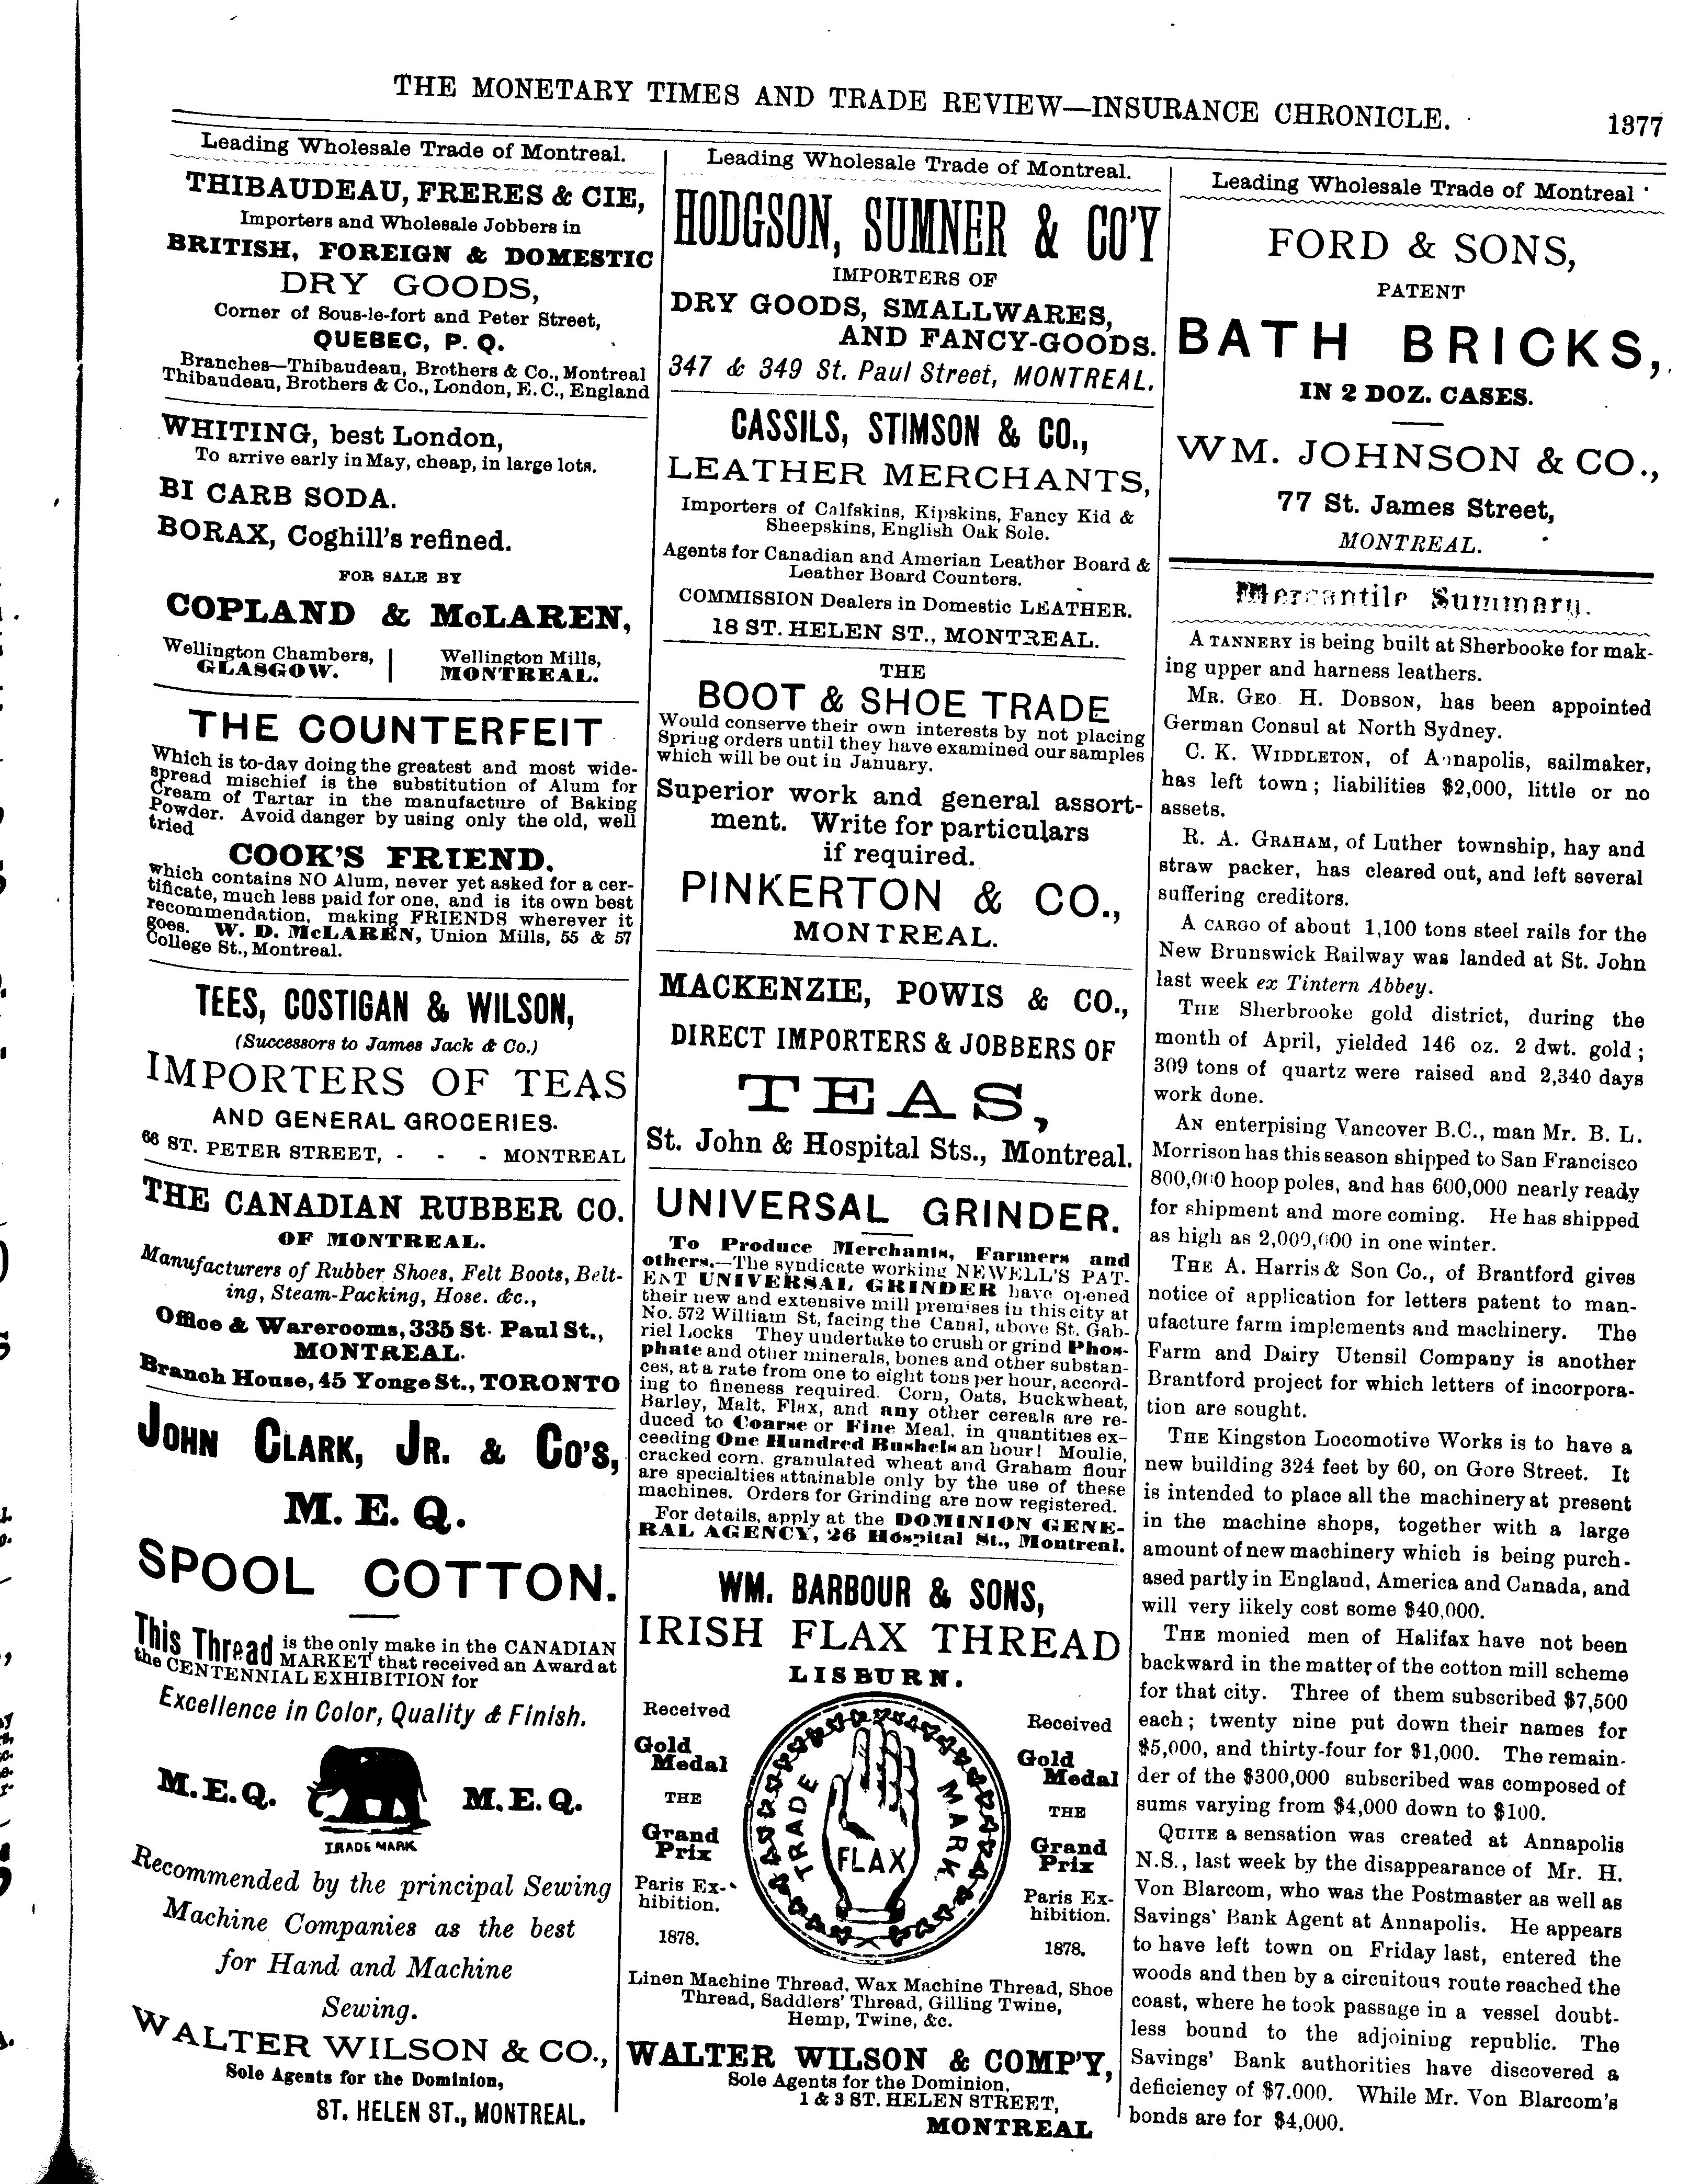 THE MONETARY TIMES AND TRADE REVIEW—INSURANCE CHRONICLE.
1377
Leading Wholesale Trade of Montreal.
THIBAUDEAU, FRERES & CIE,
Importers and Wholesale Jobbers in
BRITISH, FOREIGN & DOMESTIC
DRY GOODS,
Corner of Sous-le-fort and Peter Street,
QUEBEC, P. Q.
Branches—Thibaudeau, Brothers & Co., Montreal
Thibaudeau, Brothers & Co., London, E. C., England
WHITING, best London,
To arrive early in May, cheap, in large lots.
BI CARB SODA.
BORAX, Coghill's refined.
FOR SALE BY
COPLAND & McLAREN,
Wellington Chambers, | Wellington Mills,
GLASGOW. | MONTREAL.
THE COUNTERFEIT
Which is to-day doing the greatest and most wide-
spread mischief is the substitution of Alum for
Cream of Tartar in the manufacture of Baking
Powder. Avoid danger by using only the old, well
tried
COOK'S FRIEND.
which contains NO Alum, never yet asked for a cer-
tificate, much less paid for one, and is its own best
recommendation, making FRIENDS wherever it
goes. W. D. McLAREN, Union Mills, 55 & 57
College St., Montreal.
TEES, COSTIGAN & WILSON,
(Successors to James Jack & Co.)
IMPORTERS OF TEAS
AND GENERAL GROCERIES.
66 ST. PETER STREET, - - - MONTREAL
THE CANADIAN RUBBER CO.
OF MONTREAL.
Manufacturers of Rubber Shoes, Felt Boots, Belt-
ing, Steam-Packing, Hose. &c.,
Office & Warerooms, 335 St. Paul St.,
MONTREAL.
Branch House, 45 Yonge St., TORONTO
JOHN CLARK, JR. & CO'S,
M. E. Q.
SPOOL COTTON.
This Thread is the only make in the CANADIAN
MARKET that received an Award at
the CENTENNIAL EXHIBITION for
Excellence in Color, Quality & Finish.
M.E.Q. M.E.Q.
TRADE MARK
Recommended by the principal Sewing
Machine Companies as the best
for Hand and Machine
Sewing.
WALTER WILSON & CO.,
Sole Agents for the Dominion,
ST. HELEN ST., MONTREAL.
Leading Wholesale Trade of Montreal.
HODGSON, SUMNER & CO'Y
IMPORTERS OF
DRY GOODS, SMALLWARES,
AND FANCY-GOODS.
347 & 349 St. Paul Street, MONTREAL.
CASSILS, STIMSON & CO.,
LEATHER MERCHANTS,
Importers of Calfskins, Kipskins, Fancy Kid &
Sheepskins, English Oak Sole.
Agents for Canadian and Amerian Leather Board &
Leather Board Counters.
COMMISSION Dealers in Domestic LEATHER.
18 ST. HELEN ST., MONTREAL.
THE
BOOT & SHOE TRADE
Would conserve their own interests by not placing
Spring orders until they have examined our samples
which will be out in January.
Superior work and general assort-
ment. Write for particulars
if required.
PINKERTON & CO.,
MONTREAL.
MACKENZIE, POWIS & CO.,
DIRECT IMPORTERS & JOBBERS OF
TEAS,
St. John & Hospital Sts., Montreal.
UNIVERSAL GRINDER.
To Produce Merchants, Farmers and
others.—The syndicate working NEWELL'S PAT-
ENT UNIVERSAL GRINDER have opened
their new and extensive mill premises in this city at
No. 572 William St, facing the Canal, above St. Gab-
riel Locks They undertake to crush or grind Phos-
phate and other minerals, bones and other substan-
ces, at a rate from one to eight tons per hour, accord-
ing to fineness required. Corn, Oats, Buckwheat,
Barley, Malt, Flax, and any other cereals are re-
duced to Coarse or Fine Meal, in quantities ex-
ceeding One Hundred Bushels an hour! Moulie,
cracked corn, granulated wheat and Graham flour
are specialties attainable only by the use of these
machines. Orders for Grinding are now registered.
For details, apply at the DOMINION GENE-
RAL AGENCY, 26 Hospital St., Montreal.
WM. BARBOUR & SONS,
IRISH FLAX THREAD
LISBURN.
Received
Gold
Medal
THE
Grand
Prix
Paris Ex-
hibition.
1878.
TRADE MARK
FLAX
Received
Gold
Medal
THE
Grand
Prix
Paris Ex-
hibition.
1878.
Linen Machine Thread, Wax Machine Thread, Shoe
Thread, Saddlers' Thread, Gilling Twine,
Hemp, Twine, &c.
WALTER WILSON & COMP'Y,
Sole Agents for the Dominion,
1 & 3 ST. HELEN STREET,
MONTREAL
Leading Wholesale Trade of Montreal
FORD & SONS,
PATENT
BATH BRICKS,
IN 2 DOZ. CASES.
WM. JOHNSON & CO.,
77 St. James Street,
MONTREAL.
Mercantile Summary.
A TANNERY is being built at Sherbooke for mak-
ing upper and harness leathers.
MR. GEO. H. DOBSON, has been appointed
German Consul at North Sydney.
C. K. WIDDLETON, of Annapolis, sailmaker,
has left town; liabilities $2,000, little or no
assets.
R. A. GRAHAM, of Luther township, hay and
straw packer, has cleared out, and left several
suffering creditors.
A CARGO of about 1,100 tons steel rails for the
New Brunswick Railway was landed at St. John
last week ex Tintern Abbey.
THE Sherbrooke gold district, during the
month of April, yielded 146 oz. 2 dwt. gold;
309 tons of quartz were raised and 2,340 days
work done.
AN enterpising Vancover B.C., man Mr. B. L.
Morrison has this season shipped to San Francisco
800,000 hoop poles, and has 600,000 nearly ready
for shipment and more coming. He has shipped
as high as 2,000,000 in one winter.
THE A. Harris & Son Co., of Brantford gives
notice of application for letters patent to man-
ufacture farm implements and machinery. The
Farm and Dairy Utensil Company is another
Brantford project for which letters of incorpora-
tion are sought.
THE Kingston Locomotive Works is to have a
new building 324 feet by 60, on Gore Street. It
is intended to place all the machinery at present
in the machine shops, together with a large
amount of new machinery which is being purch-
ased partly in England, America and Canada, and
will very likely cost some $40,000.
THE monied men of Halifax have not been
backward in the matter of the cotton mill scheme
for that city. Three of them subscribed $7,500
each; twenty nine put down their names for
$5,000, and thirty-four for $1,000. The remain-
der of the $300,000 subscribed was composed of
sums varying from $4,000 down to $100.
QUITE a sensation was created at Annapolis
N.S., last week by the disappearance of Mr. H.
Von Blarcom, who was the Postmaster as well as
Savings' Bank Agent at Annapolis. He appears
to have left town on Friday last, entered the
woods and then by a circuitous route reached the
coast, where he took passage in a vessel doubt-
less bound to the adjoining republic. The
Savings' Bank authorities have discovered a
deficiency of $7.000. While Mr. Von Blarcom's
bonds are for $4,000.